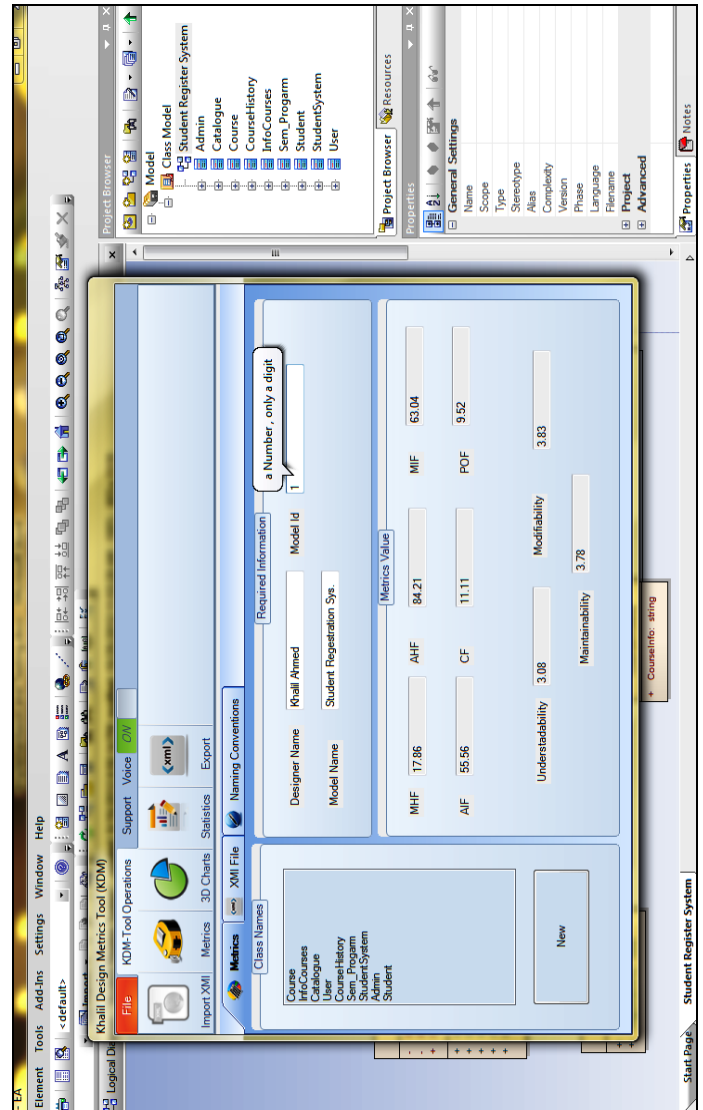 EA
Element Tools Add-Ins Settings Window Help
<default>
Logical Dia
Khalil Design Metrics Tool (KDM)
File KDM-Tool Operations Support Voice ON
Import XMI Metrics 3D Charts Statistics Export
<xml>
Metrics XMI File Naming Conventions
Class Names
Course
InfoCourses
Catalogue
User
CourseHistory
Sem_Progarm
StudentSystem
Admin
Student
New
Required Information
a Number , only a digit
Designer Name Khalil Ahmed Model Id 1
Model Name Student Regestration Sys.
Metrics Value
MHF 17.86 AHF 84.21 MIF 63.04
AIF 55.56 CF 11.11 POF 9.52
Understadability 3.08 Modifiability 3.83
Maintainability 3.78
+ CourseInfo: string
Start Page Student Register System
Project Browser
Model
Class Model
Student Register System
Admin
Catalogue
Course
CourseHistory
InfoCourses
Sem_Progarm
Student
StudentSystem
User
Project Browser Resources
Properties
General Settings
Name
Scope
Type
Stereotype
Alias
Complexity
Version
Phase
Language
Filename
Project
Advanced
Properties Notes